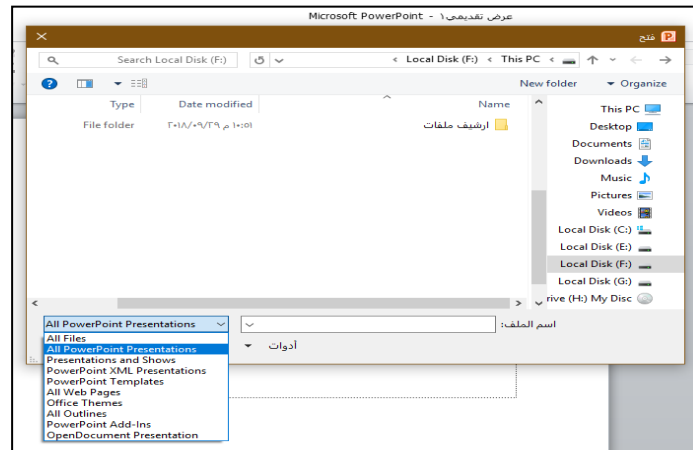 Microsoft PowerPoint - عرض تقديمي١
فتح
Search Local Disk (F:)
This PC › Local Disk (F:) ›
Organize
New folder
Name
Date modified
Type
ارشيف ملفات
٢٠١٨/٠٩/٢٩ م ١٠:٥١
File folder
This PC
Desktop
Documents
Downloads
Music
Pictures
Videos
Local Disk (C:)
Local Disk (E:)
Local Disk (F:)
Local Disk (G:)
rive (H:) My Disc
اسم الملف:
All PowerPoint Presentations
أدوات
All Files
All PowerPoint Presentations
Presentations and Shows
PowerPoint XML Presentations
PowerPoint Templates
All Web Pages
Office Themes
All Outlines
PowerPoint Add-Ins
OpenDocument Presentation